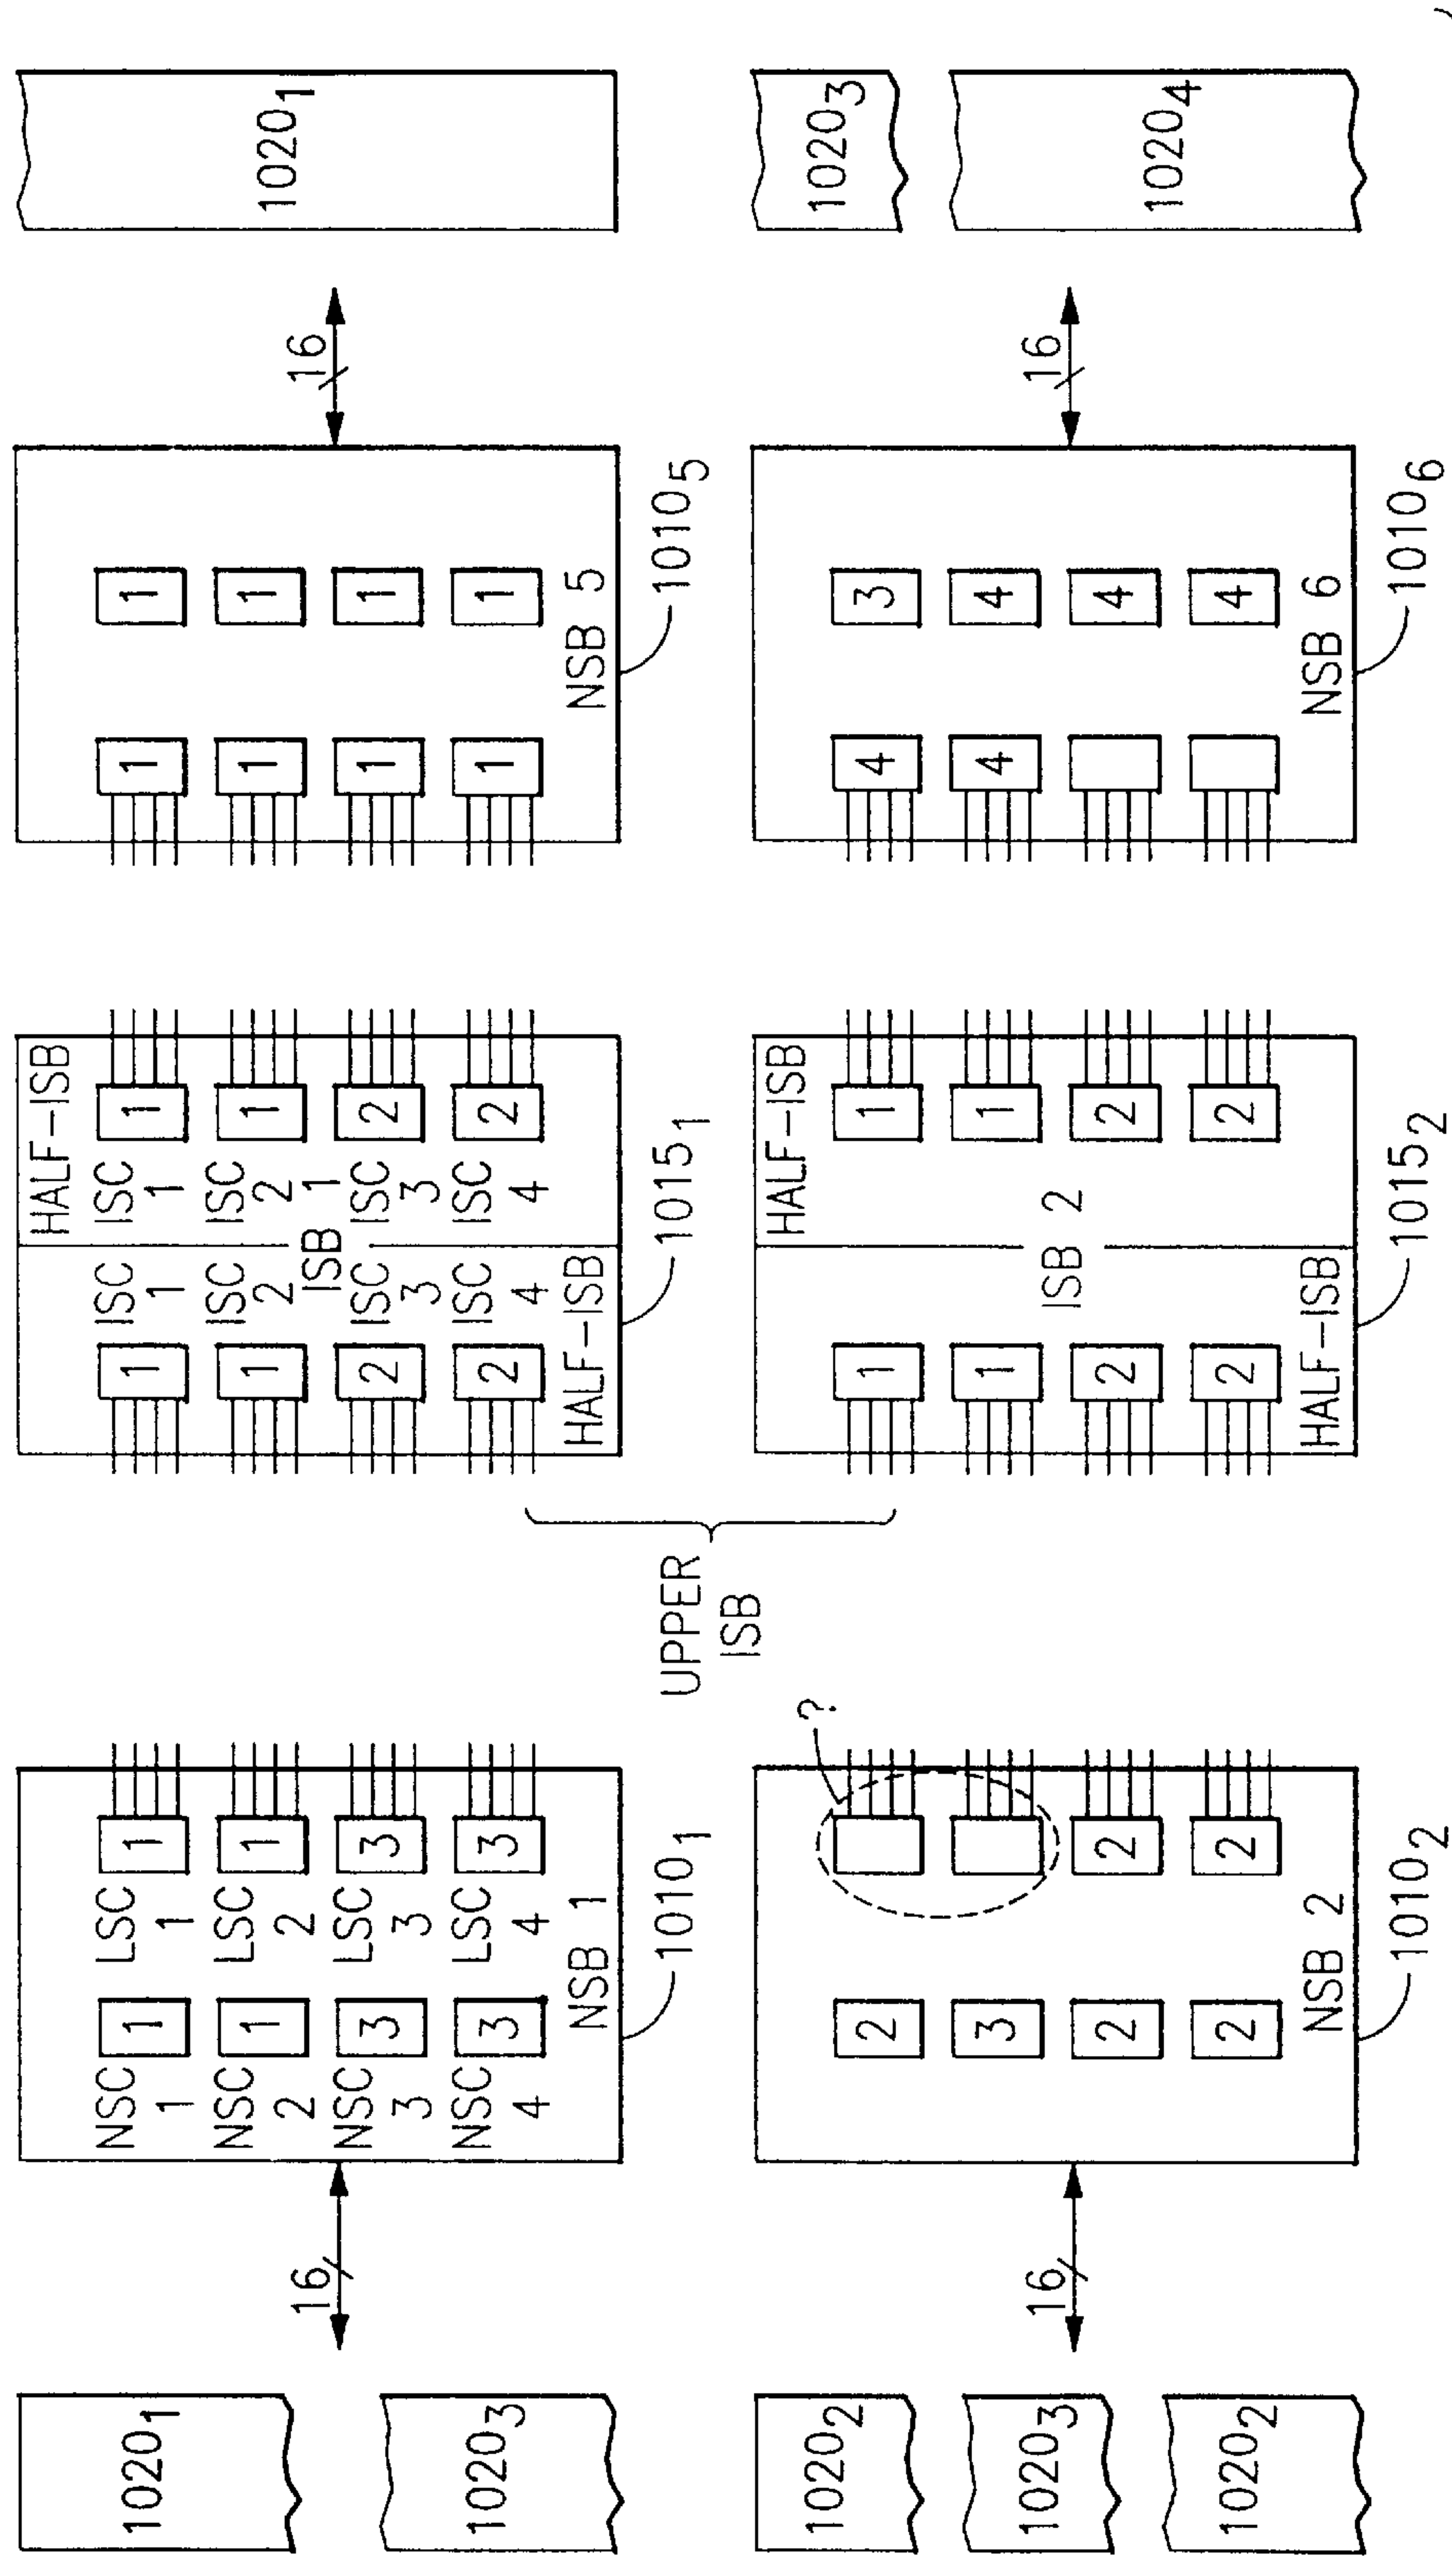 1020₁
1020₃
16
NSC 1
NSC 2
NSC 3
NSC 4
1
1
3
3
LSC 1
LSC 2
LSC 3
LSC 4
1
1
3
3
NSB 1
1010₁
HALF-ISB
ISC 1
ISC 2
ISC 3
ISC 4
1
1
2
2
HALF-ISB
ISC 1
ISC 2
ISC 3
ISC 4
1
1
2
2
ISB 1
1015₁
1
1
1
1
1
1
1
1
NSB 5
1010₅
16
1020₁
UPPER
ISB
1020₂
1020₃
1020₂
16
2
3
2
2
?
2
2
NSB 2
1010₂
HALF-ISB
1
1
2
2
ISB 2
HALF-ISB
1
1
2
2
1015₂
4
4
3
4
4
4
NSB 6
1010₆
16
1020₃
1020₄